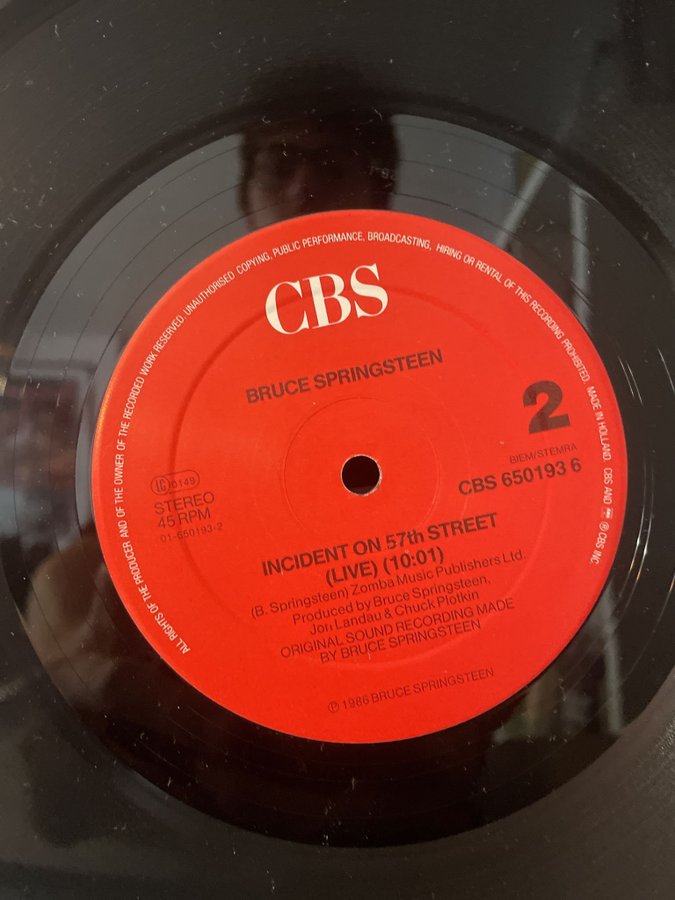 ALL RIGHTS OF THE PRODUCER AND OF THE OWNER OF THE RECORDED WORK RESERVED. UNAUTHORISED COPYING, PUBLIC PERFORMANCE, BROADCASTING, HIRING OR RENTAL OF THIS RECORDING PROHIBITED. MADE IN HOLLAND. CBS AND ℗ CBS INC.
CBS
BRUCE SPRINGSTEEN
2
BIEM/STEMRA
CBS 650193 6
LC 0149
STEREO
45 RPM
01-650193-2
INCIDENT ON 57th STREET
(LIVE) (10:01)
(B. Springsteen) Zomba Music Publishers Ltd.
Produced by Bruce Springsteen,
Jon Landau & Chuck Plotkin
ORIGINAL SOUND RECORDING MADE
BY BRUCE SPRINGSTEEN
℗ 1986 BRUCE SPRINGSTEEN